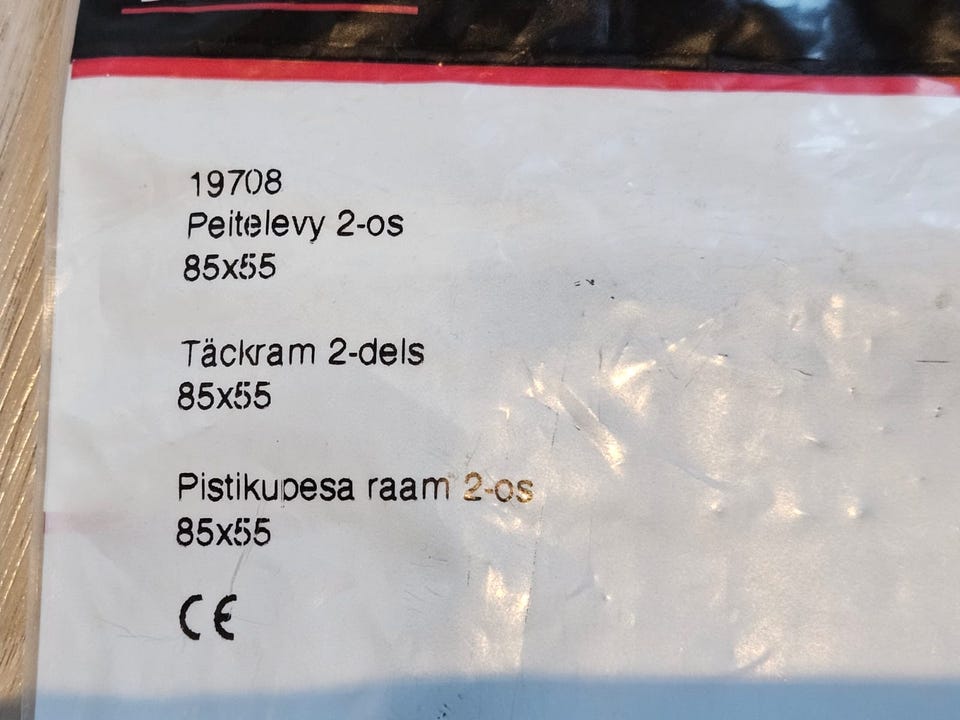 19708
Peitelevy 2-os
85x55
Täckram 2-dels
85x55
Pistikupesa raam 2-os
85x55
CE